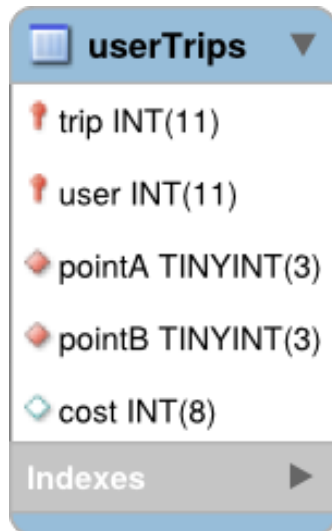 userTrips
trip INT(11)
user INT(11)
pointA TINYINT(3)
pointB TINYINT(3)
cost INT(8)
Indexes